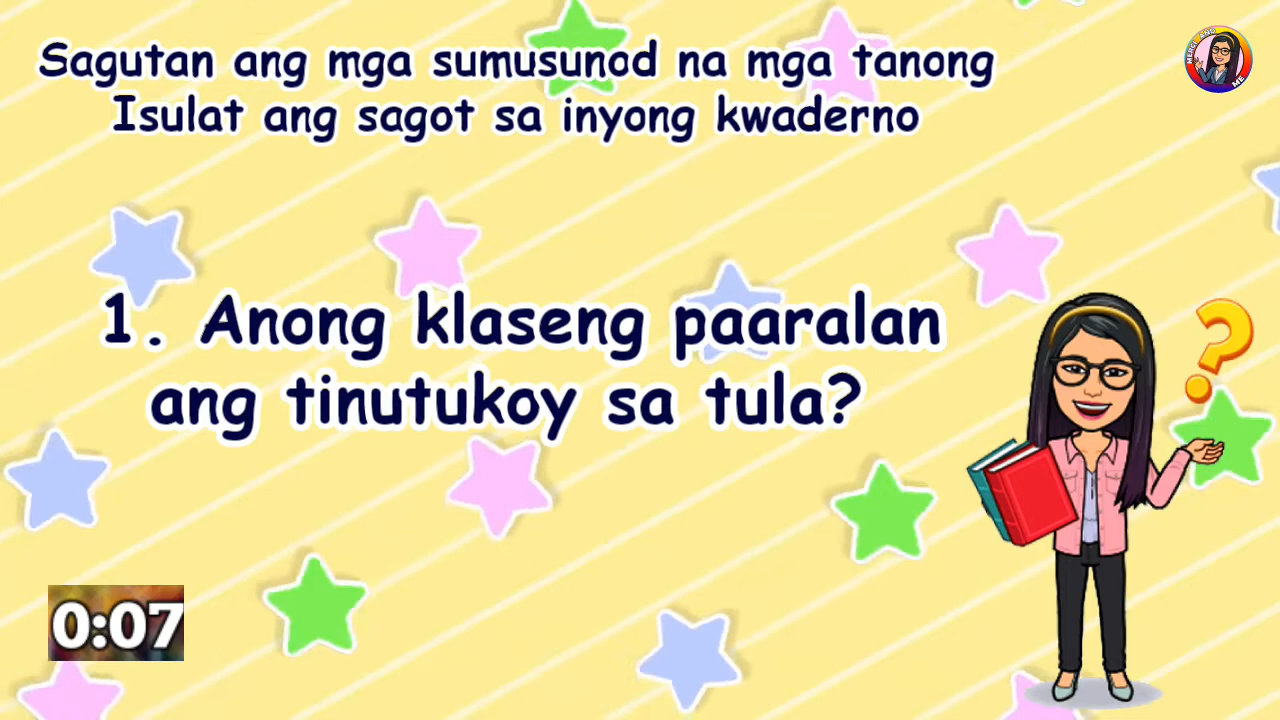 Sagutan ang mga sumusunod na mga tanong
Isulat ang sagot sa inyong kwaderno
1. Anong klaseng paaralan
ang tinutukoy sa tula?
0:07